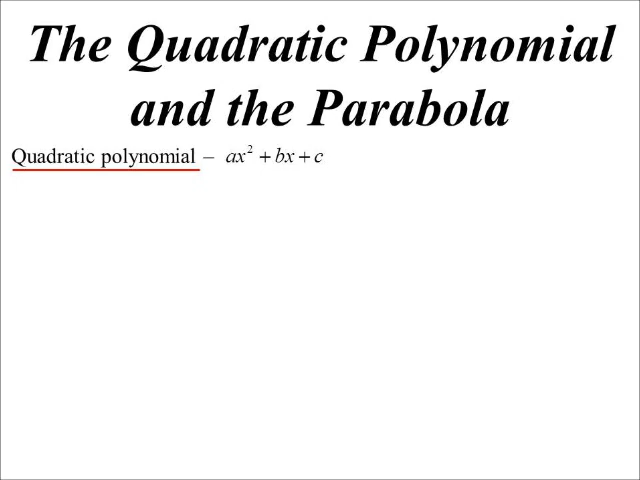 The Quadratic Polynomial
and the Parabola
Quadratic polynomial – ax² + bx + c